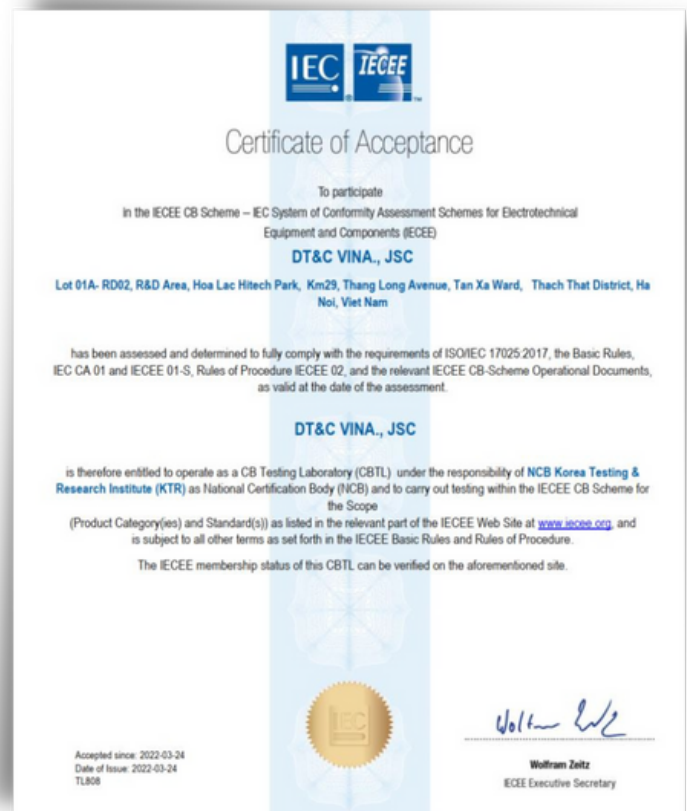 IEC IECEE TM
Certificate of Acceptance
To participate
in the IECEE CB Scheme – IEC System of Conformity Assessment Schemes for Electrotechnical
Equipment and Components (IECEE)
DT&C VINA., JSC
Lot 01A- RD02, R&D Area, Hoa Lac Hitech Park, Km29, Thang Long Avenue, Tan Xa Ward, Thach That District, Ha
Noi, Viet Nam
has been assessed and determined to fully comply with the requirements of ISO/IEC 17025:2017, the Basic Rules,
IEC CA 01 and IECEE 01-S, Rules of Procedure IECEE 02, and the relevant IECEE CB-Scheme Operational Documents,
as valid at the date of the assessment.
DT&C VINA., JSC
is therefore entitled to operate as a CB Testing Laboratory (CBTL) under the responsibility of NCB Korea Testing &
Research Institute (KTR) as National Certification Body (NCB) and to carry out testing within the IECEE CB Scheme for
the Scope
(Product Category(ies) and Standard(s)) as listed in the relevant part of the IECEE Web Site at www.iecee.org, and
is subject to all other terms as set forth in the IECEE Basic Rules and Rules of Procedure.
The IECEE membership status of this CBTL can be verified on the aforementioned site.
IEC
Accepted since: 2022-03-24
Date of Issue: 2022-03-24
TL808
Wolfram Zeitz
IECEE Executive Secretary